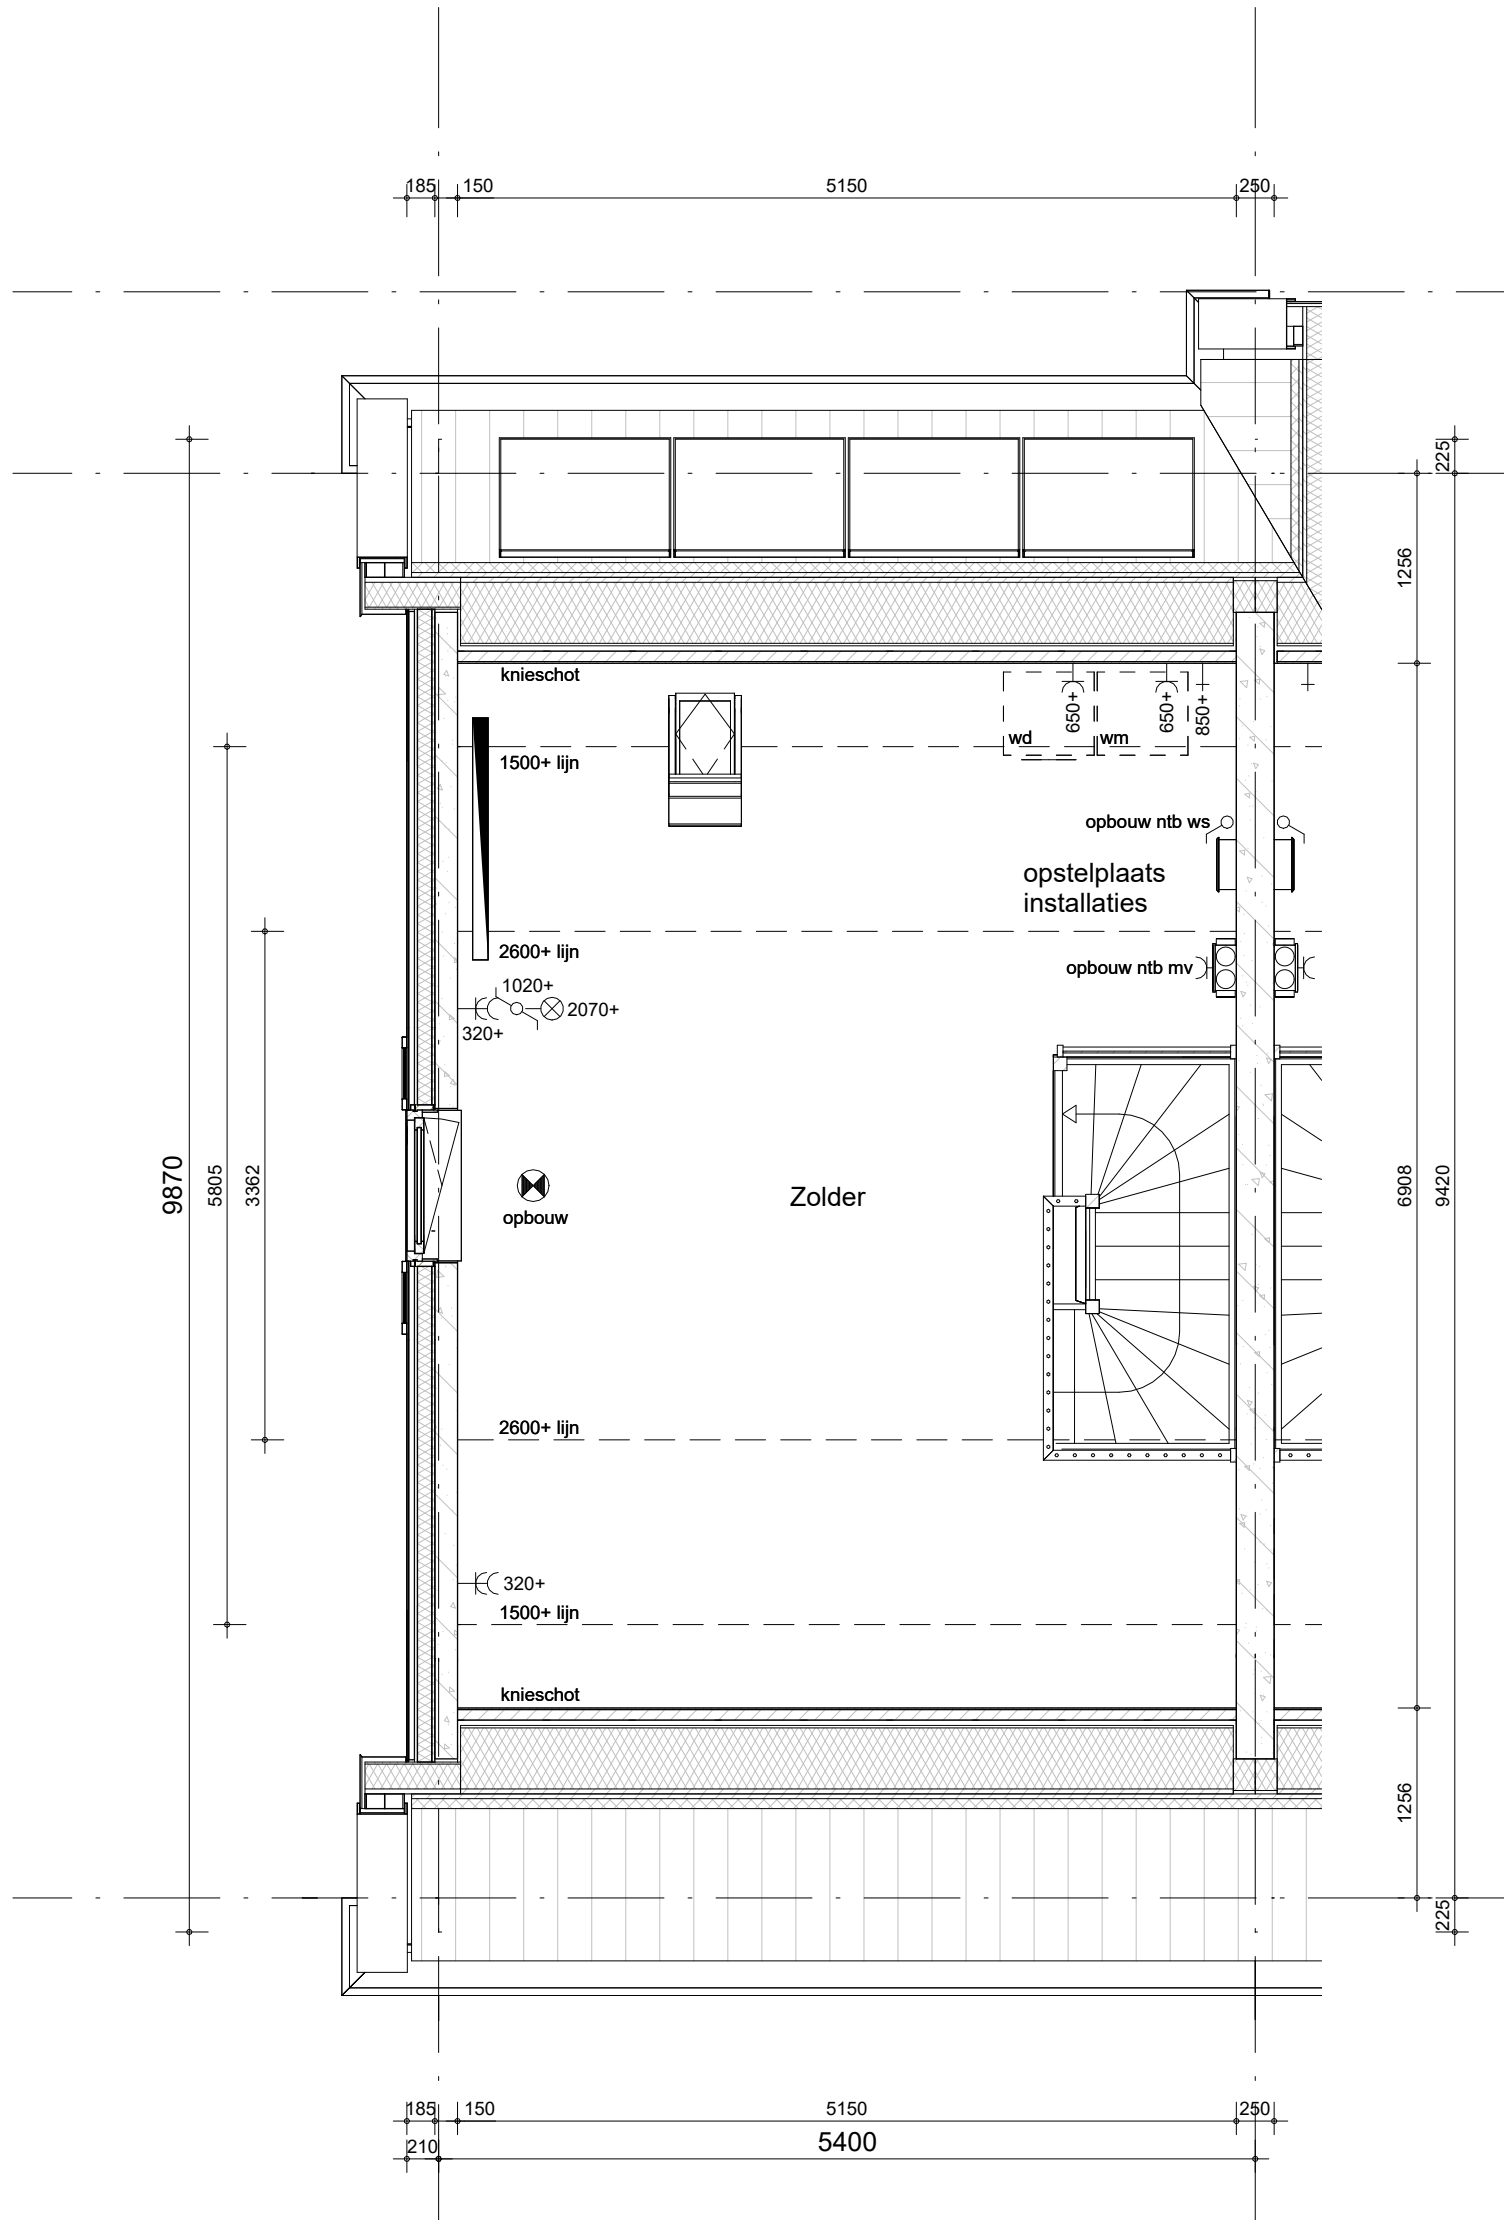 185 150 5150 250
225
1256
knieschot
650+ 650+ 850+
wd wm
1500+ lijn
opbouw ntb ws
opstelplaats
installaties
2600+ lijn
opbouw ntb mv
1020+
2070+
320+
9870 5805 3362
Zolder
6908 9420
opbouw
2600+ lijn
320+
1500+ lijn
knieschot
1256
225
185 150 5150 250
210 5400